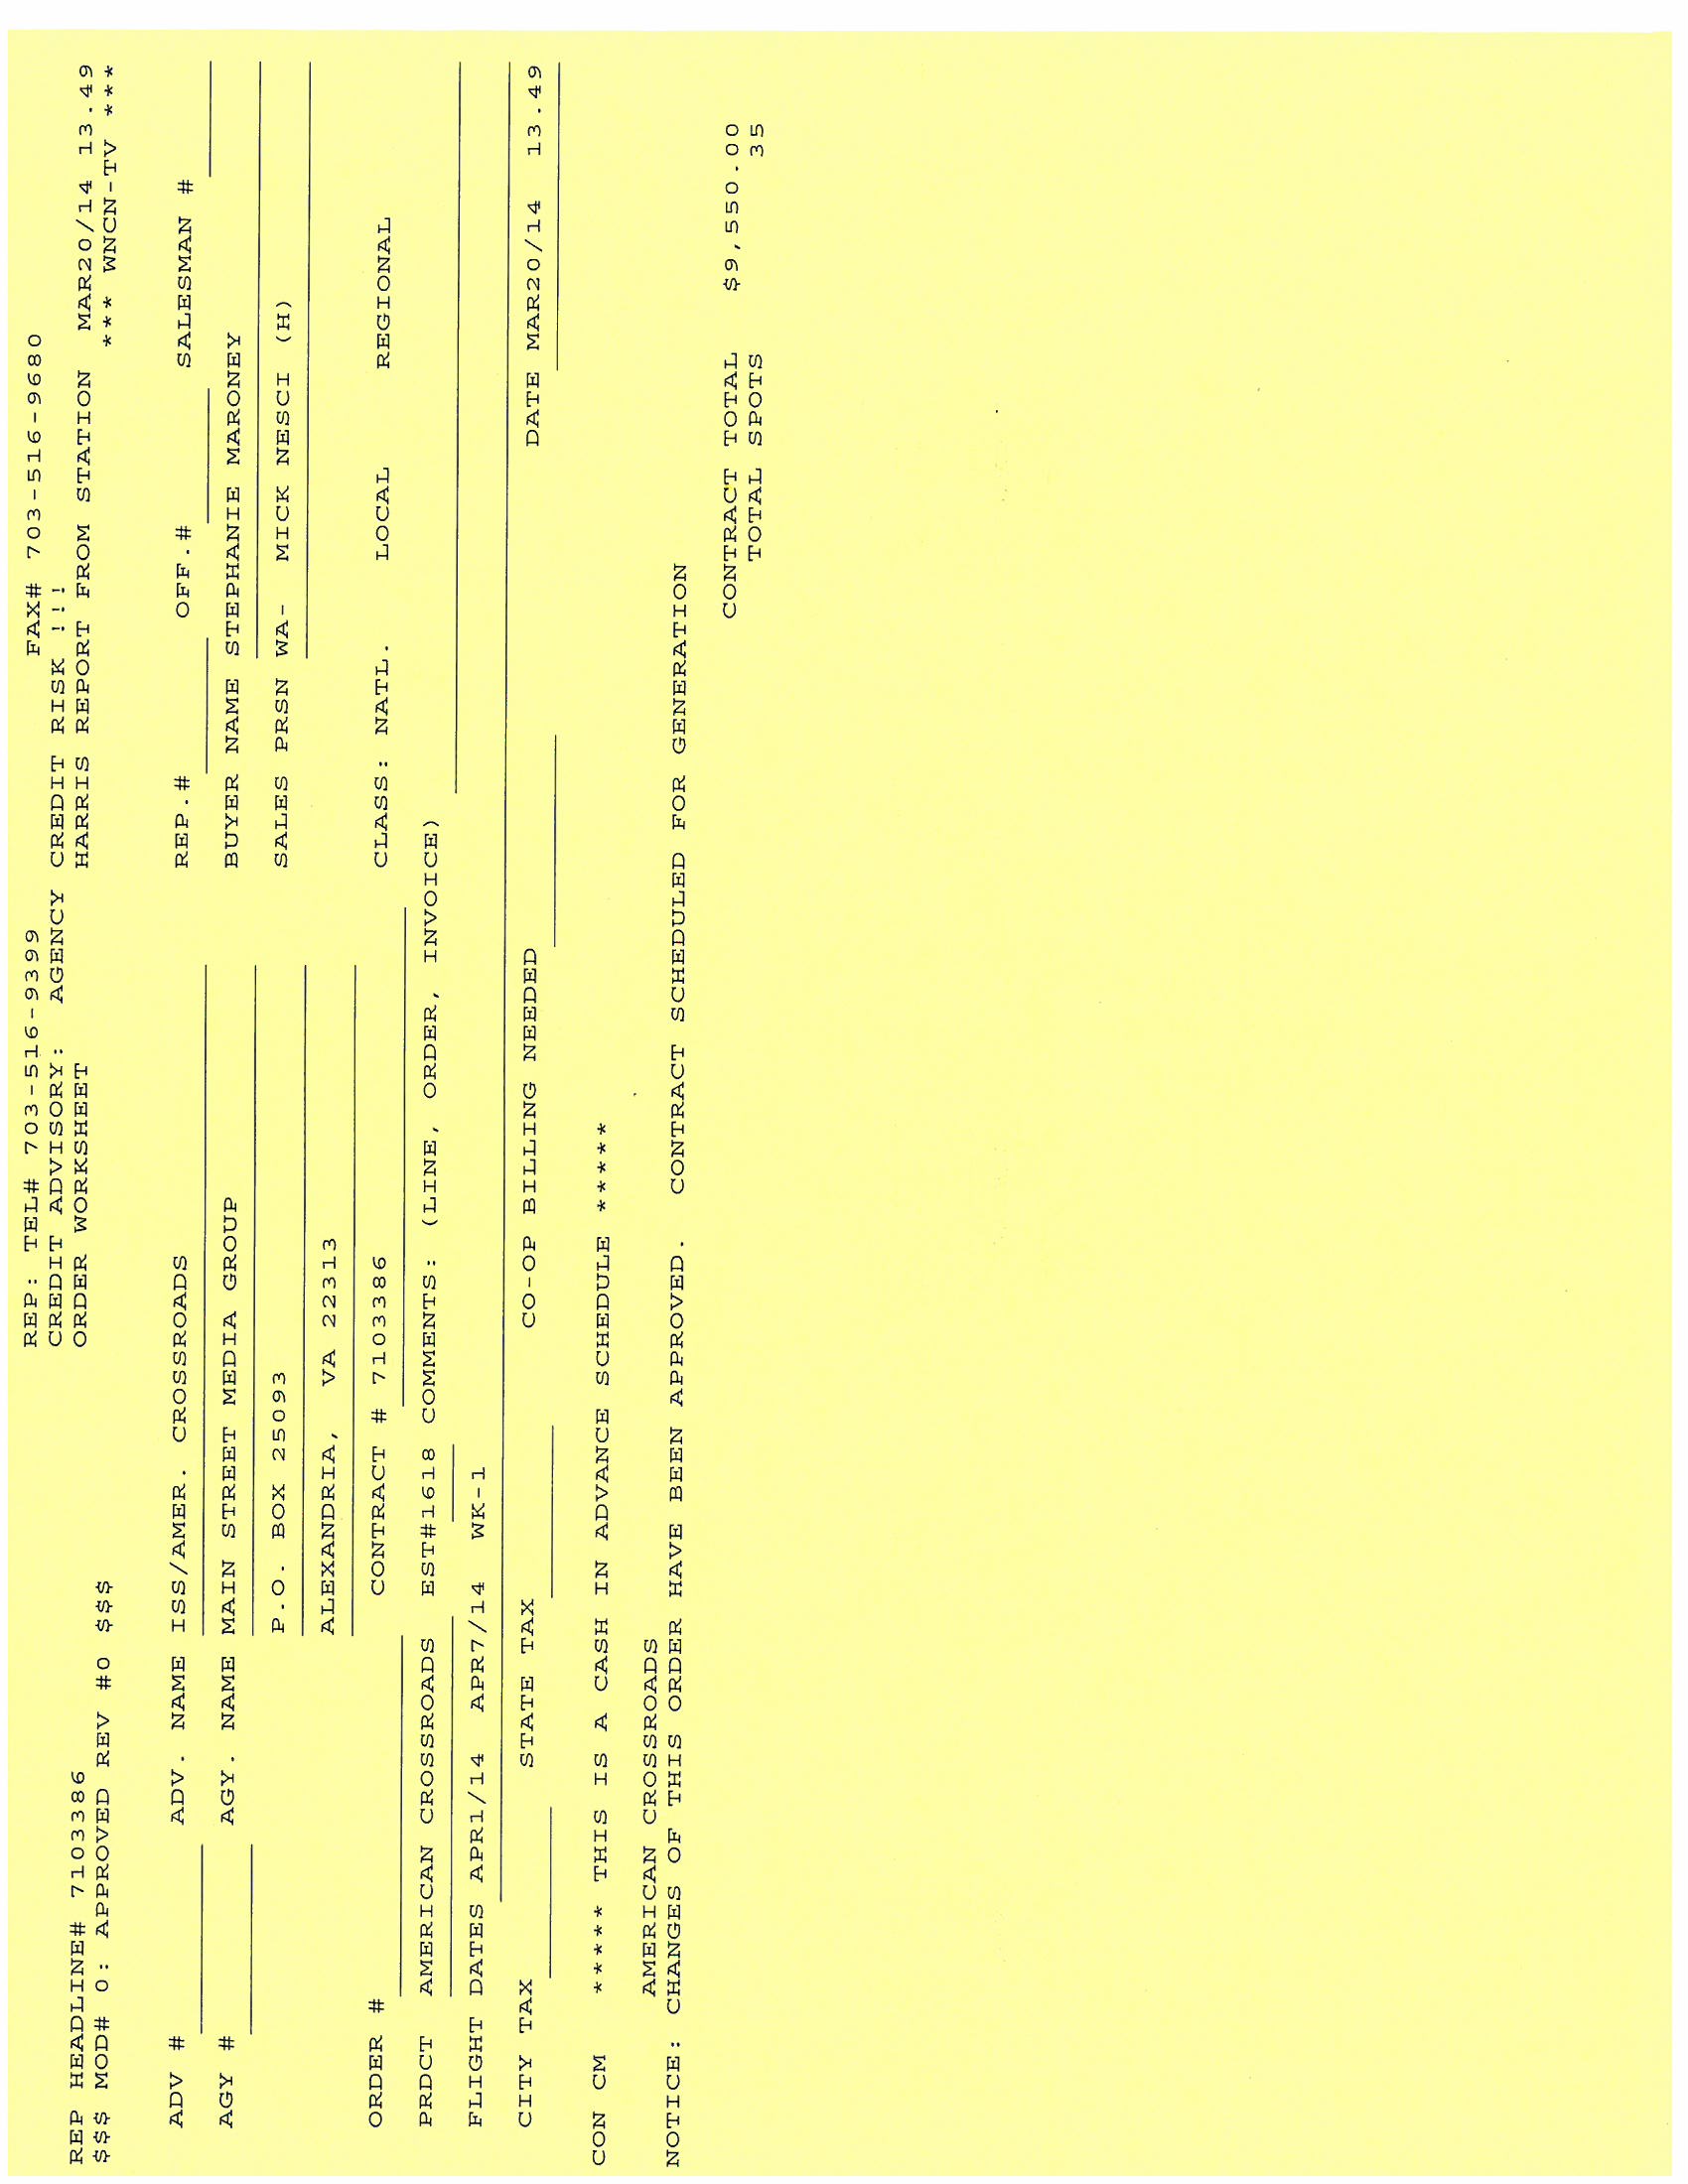 REP: TEL# 703-516-9399 FAX# 703-516-9680
CREDIT ADVISORY: AGENCY CREDIT RISK !!!
REP HEADLINE# 7103386 ORDER WORKSHEET HARRIS REPORT FROM STATION MAR20/14 13.49
$$$ MOD# 0: APPROVED REV #0 $$$ *** WNCN-TV ***
ADV # ADV. NAME ISS/AMER. CROSSROADS REP.# OFF.# SALESMAN #
AGY # AGY. NAME MAIN STREET MEDIA GROUP BUYER NAME STEPHANIE MARONEY
P.O. BOX 25093 SALES PRSN WA- MICK NESCI (H)
ALEXANDRIA, VA 22313
ORDER # CONTRACT # 7103386 CLASS: NATL. LOCAL REGIONAL
PRDCT AMERICAN CROSSROADS EST#1618 COMMENTS: (LINE, ORDER, INVOICE)
FLIGHT DATES APR1/14 APR7/14 WK-1
CITY TAX STATE TAX CO-OP BILLING NEEDED DATE MAR20/14 13.49
CON CM ***** THIS IS A CASH IN ADVANCE SCHEDULE *****
AMERICAN CROSSROADS
NOTICE: CHANGES OF THIS ORDER HAVE BEEN APPROVED. CONTRACT SCHEDULED FOR GENERATION
CONTRACT TOTAL $9,550.00
TOTAL SPOTS 35